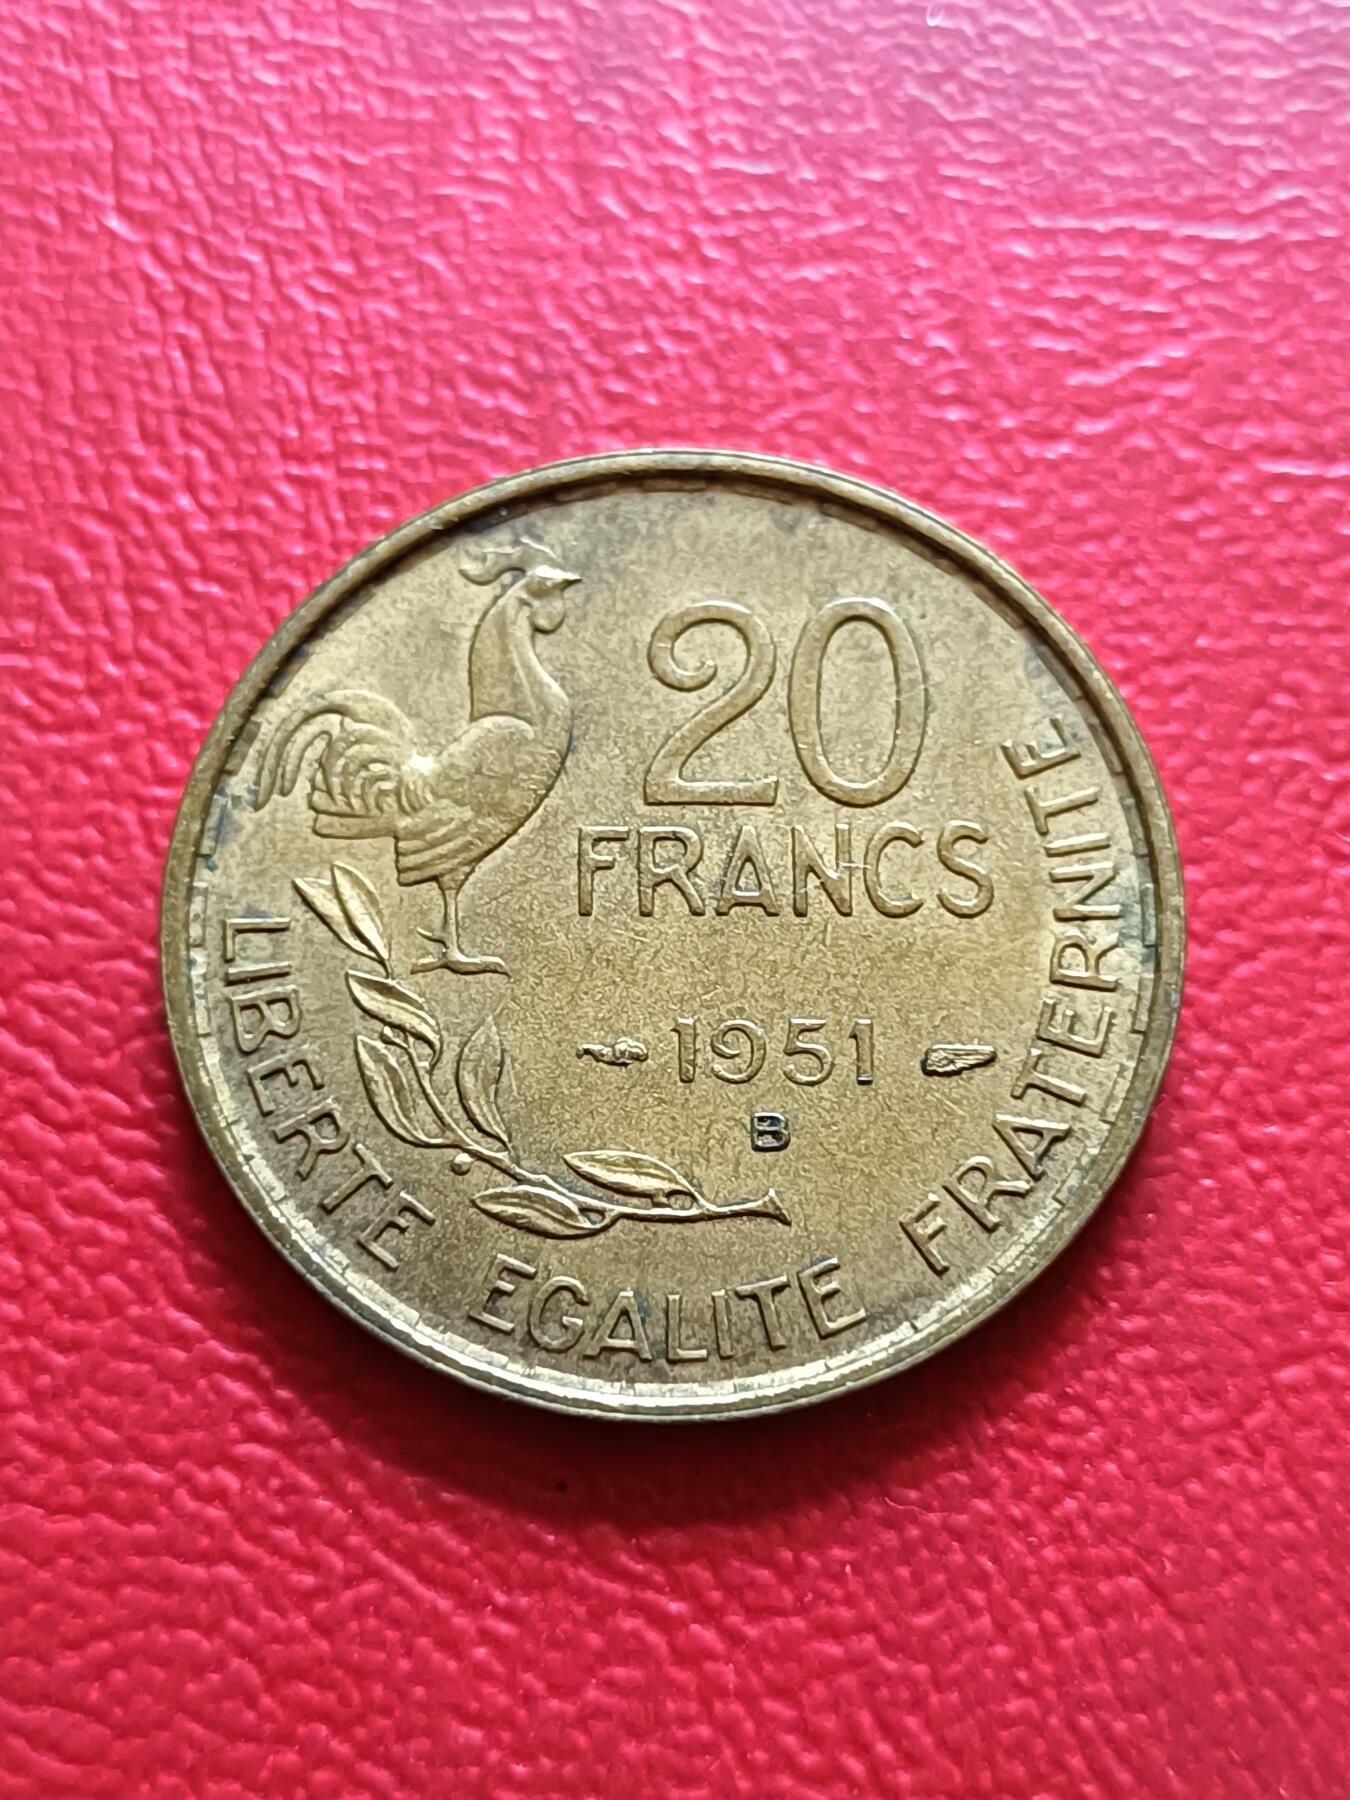 20
FRANCS
1951
B
LIBERTE EGALITE FRATERNITE